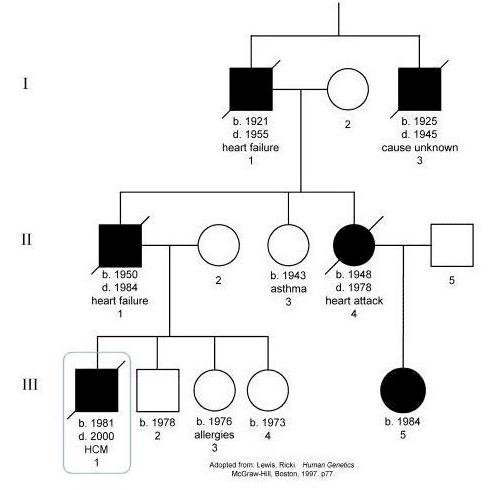 I
b. 1921
d. 1955
heart failure
1
2
b. 1925
d. 1945
cause unknown
3
II
b. 1950
d. 1984
heart failure
1
2
b. 1943
asthma
3
b. 1948
d. 1978
heart attack
4
5
III
b. 1981
d. 2000
HCM
1
b. 1978
2
b. 1976
allergies
3
b. 1973
4
b. 1984
5
Adopted from: Lewis, Ricki. Human Genetics
McGraw-Hill, Boston, 1997. p77.